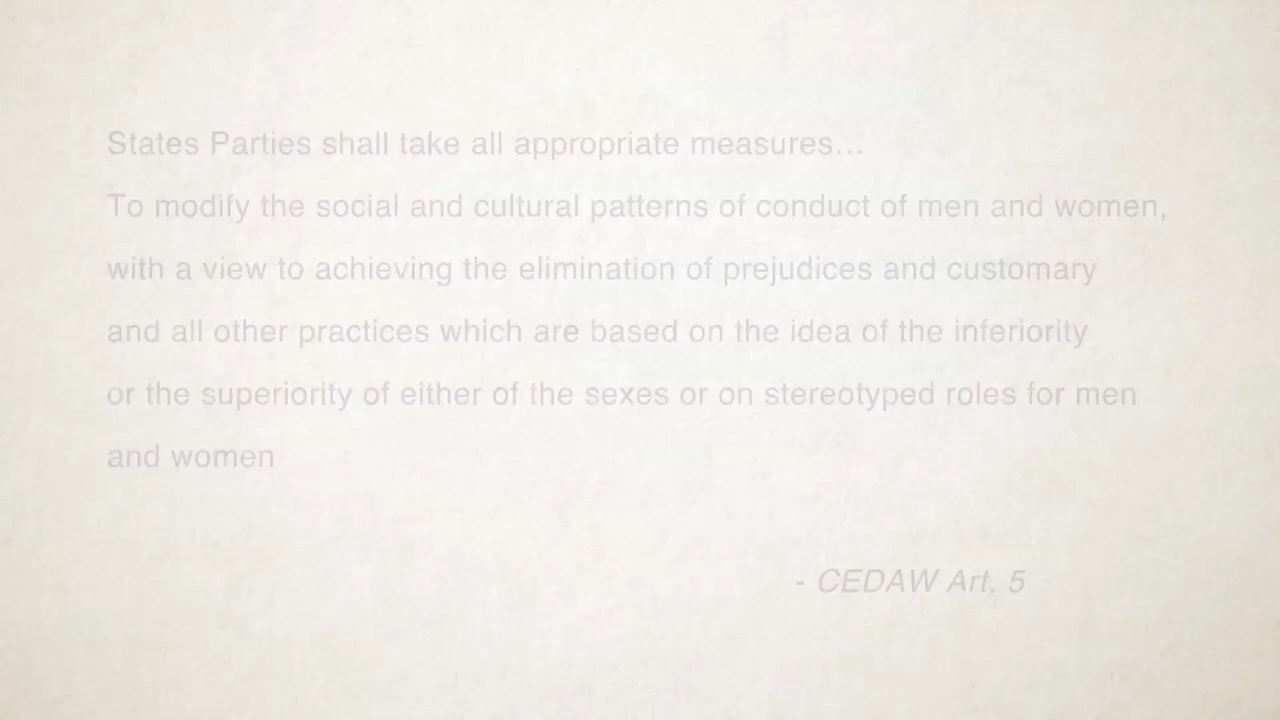 States Parties shall take all appropriate measures...
To modify the social and cultural patterns of conduct of men and women,
with a view to achieving the elimination of prejudices and customary
and all other practices which are based on the idea of the inferiority
or the superiority of either of the sexes or on stereotyped roles for men
and women
- CEDAW Art. 5